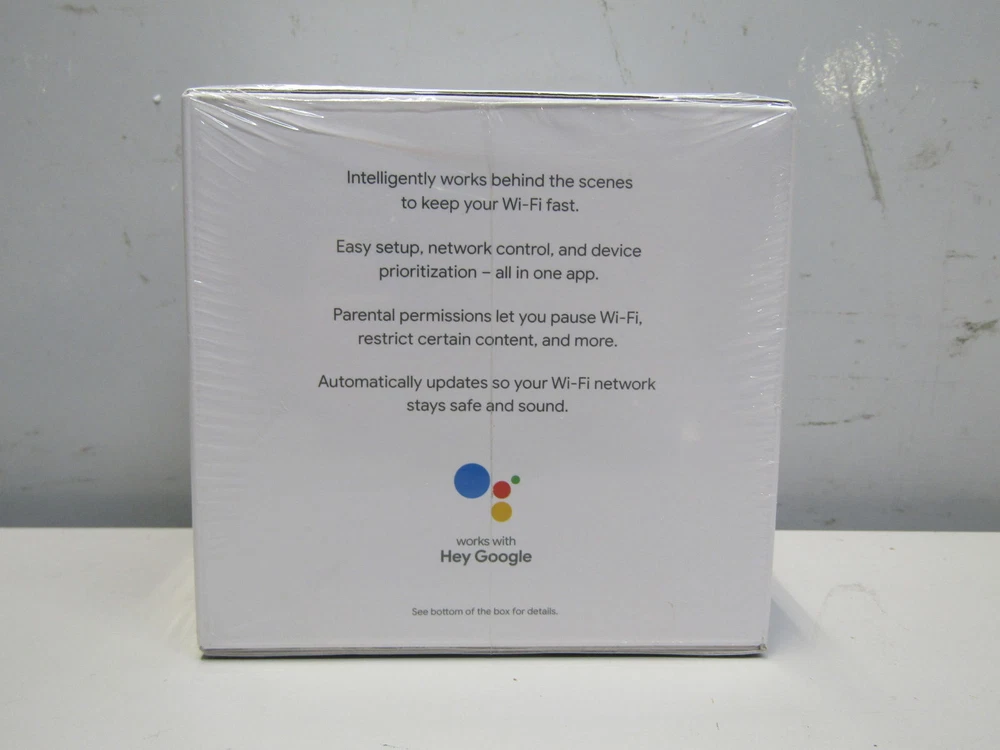 Intelligently works behind the scenes
to keep your Wi-Fi fast.
Easy setup, network control, and device
prioritization – all in one app.
Parental permissions let you pause Wi-Fi,
restrict certain content, and more.
Automatically updates so your Wi-Fi network
stays safe and sound.
works with
Hey Google
See bottom of the box for details.